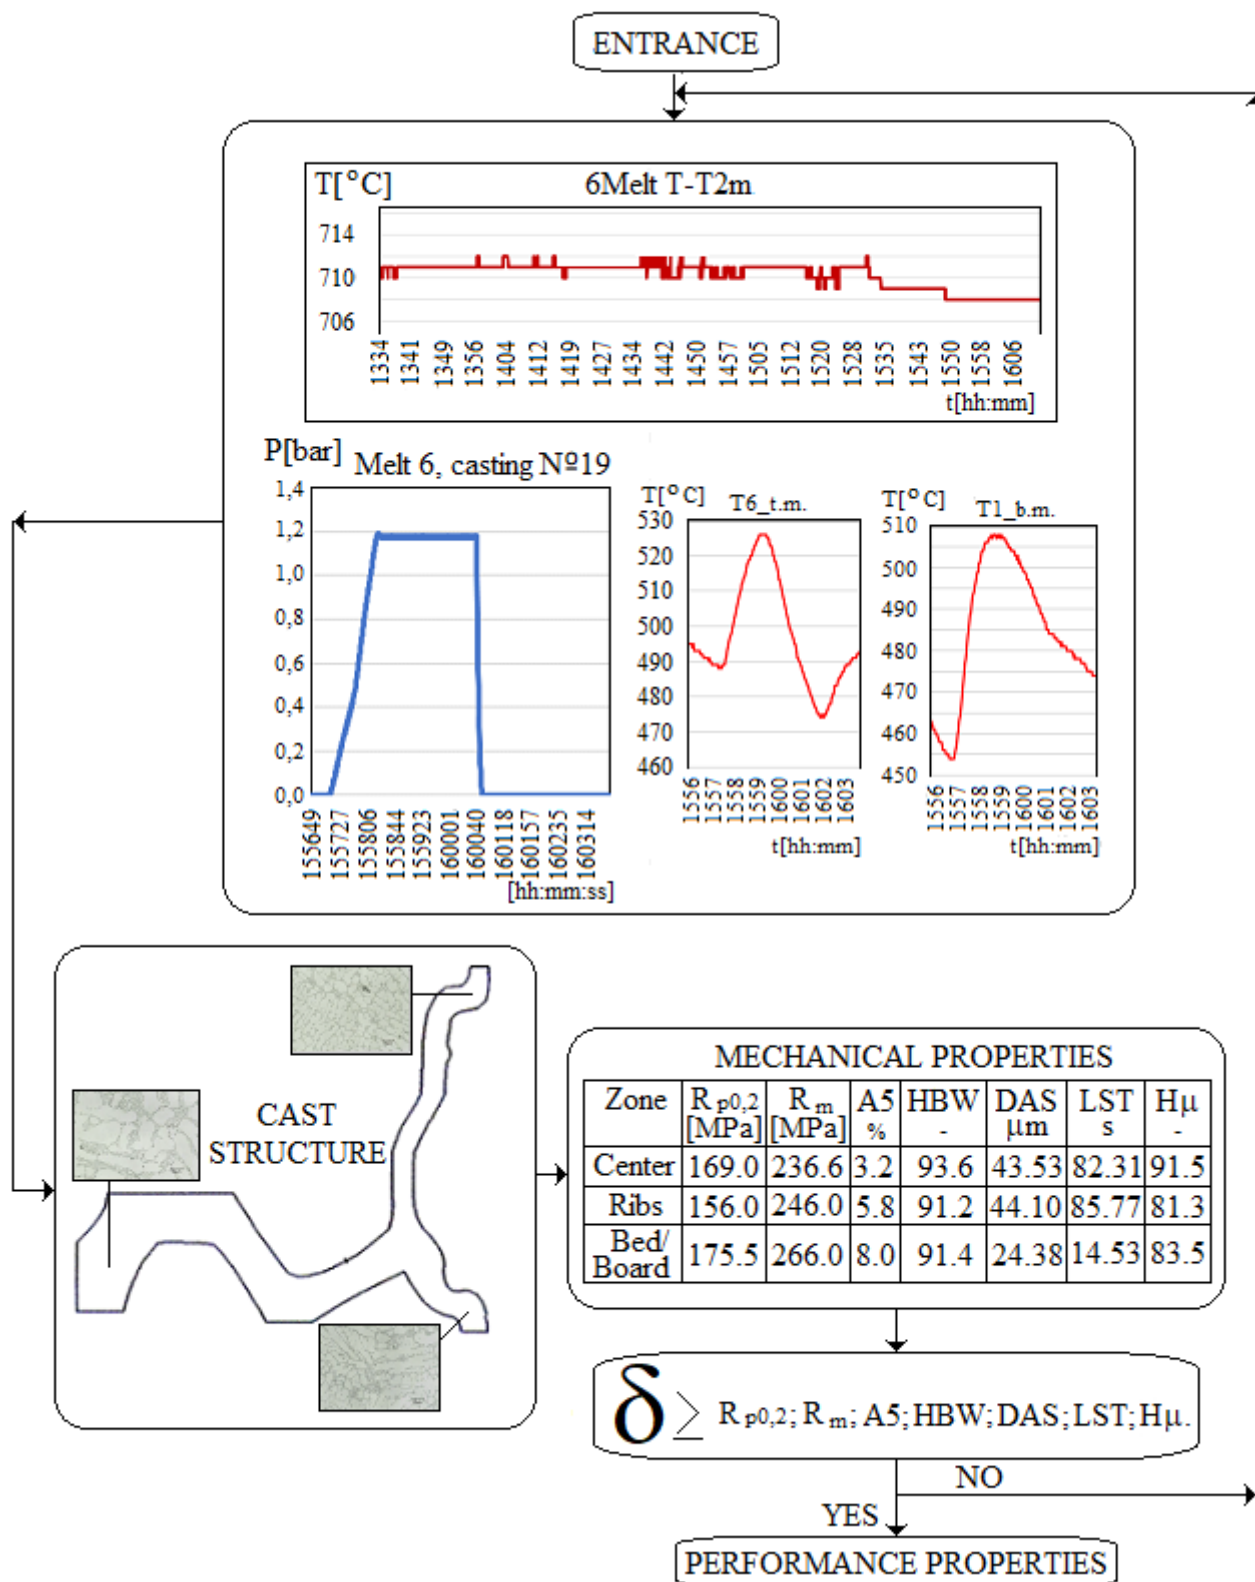 ENTRANCE
T[°C]
6Melt T-T2m
714
710
706
1334
1341
1349
1356
1404
1412
1419
1427
1434
1442
1450
1457
1505
1512
1520
1528
1535
1543
1550
1558
1606
t[hh:mm]
P[bar]
Melt 6, casting №19
1,4
1,2
1,0
0,8
0,6
0,4
0,2
0,0
155649
155727
155806
155844
155923
160001
160040
160118
160157
160235
160314
[hh:mm:ss]
T[°C]
T6_t.m.
530
520
510
500
490
480
470
460
1556
1557
1558
1559
1600
1601
1602
1603
t[hh:mm]
T[°C]
T1_b.m.
510
500
490
480
470
460
450
1556
1557
1558
1559
1600
1601
1602
1603
t[hh:mm]
CAST
STRUCTURE
MECHANICAL PROPERTIES
Zone Rp0,2 Rm A5 HBW DAS LST Hμ
[MPa] [MPa] % - μm s -
Center 169.0 236.6 3.2 93.6 43.53 82.31 91.5
Ribs 156.0 246.0 5.8 91.2 44.10 85.77 81.3
Bed/
Board 175.5 266.0 8.0 91.4 24.38 14.53 83.5
δ ≥ Rp0,2; Rm; A5; HBW; DAS; LST; Hμ.
NO
YES
PERFORMANCE PROPERTIES